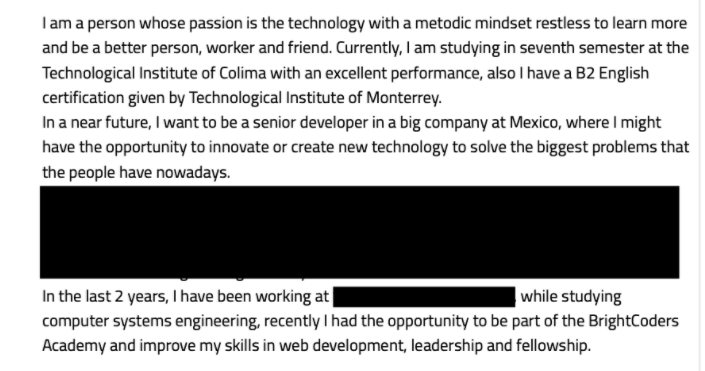 I am a person whose passion is the technology with a metodic mindset restless to learn more
and be a better person, worker and friend. Currently, I am studying in seventh semester at the
Technological Institute of Colima with an excellent performance, also I have a B2 English
certification given by Technological Institute of Monterrey.
In a near future, I want to be a senior developer in a big company at Mexico, where I might
have the opportunity to innovate or create new technology to solve the biggest problems that
the people have nowadays.
In the last 2 years, I have been working at , while studying
computer systems engineering, recently I had the opportunity to be part of the BrightCoders
Academy and improve my skills in web development, leadership and fellowship.